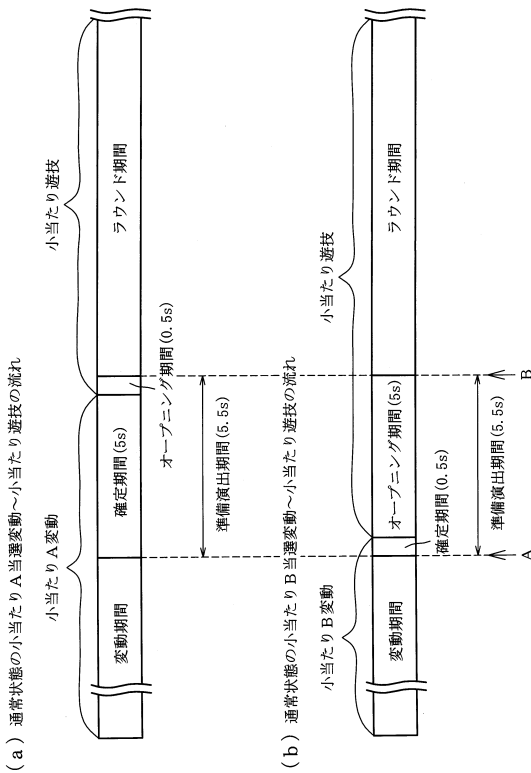 (a) 通常状態の小当たりA当選変動～小当たり遊技の流れ
小当たりA変動
小当たり遊技
変動期間
確定期間(5s)
ラウンド期間
オープニング期間(0.5s)
準備演出期間(5.5s)
(b) 通常状態の小当たりB当選変動～小当たり遊技の流れ
小当たりB変動
小当たり遊技
変動期間
オープニング期間(5s)
ラウンド期間
確定期間(0.5s)
準備演出期間(5.5s)
A
B